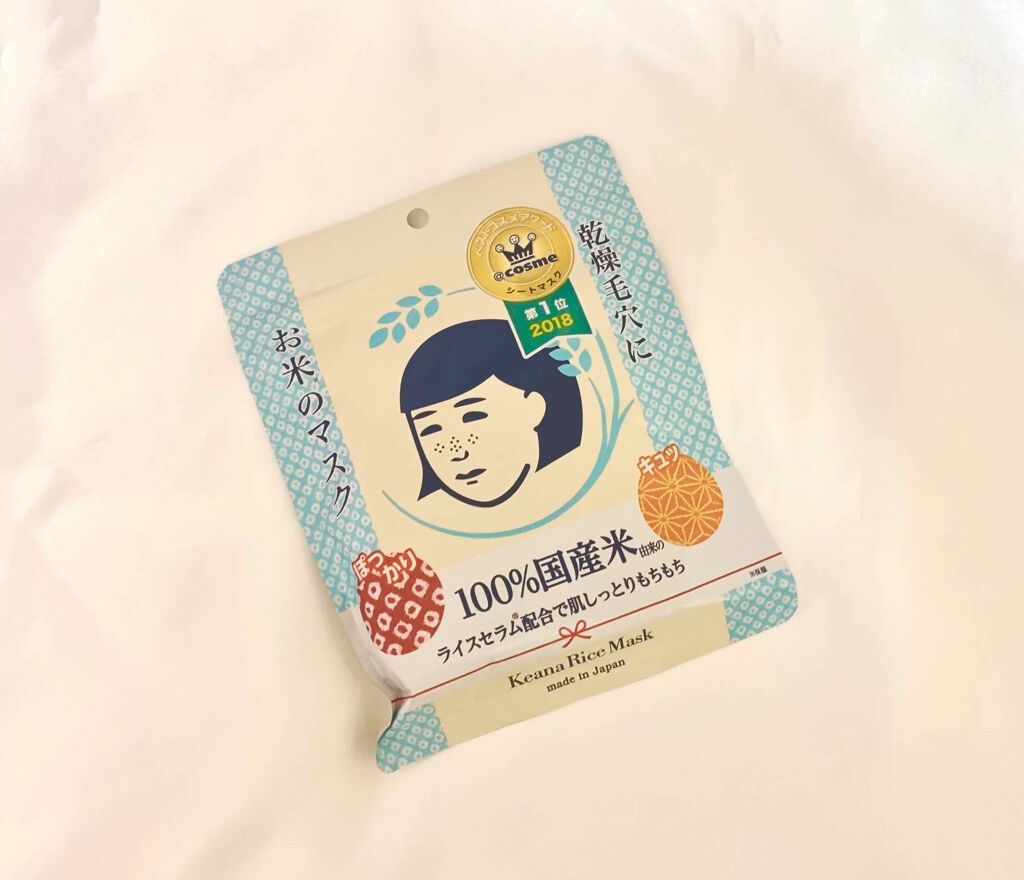 乾燥毛穴に
お米のマスク
ベストコスメアワード
@cosme
シートマスク
第1位
2018
キュッ
ぽっかり
100%国産米由来の
ライスセラム®配合で肌しっとりもちもち
※保湿
Keana Rice Mask
made in Japan